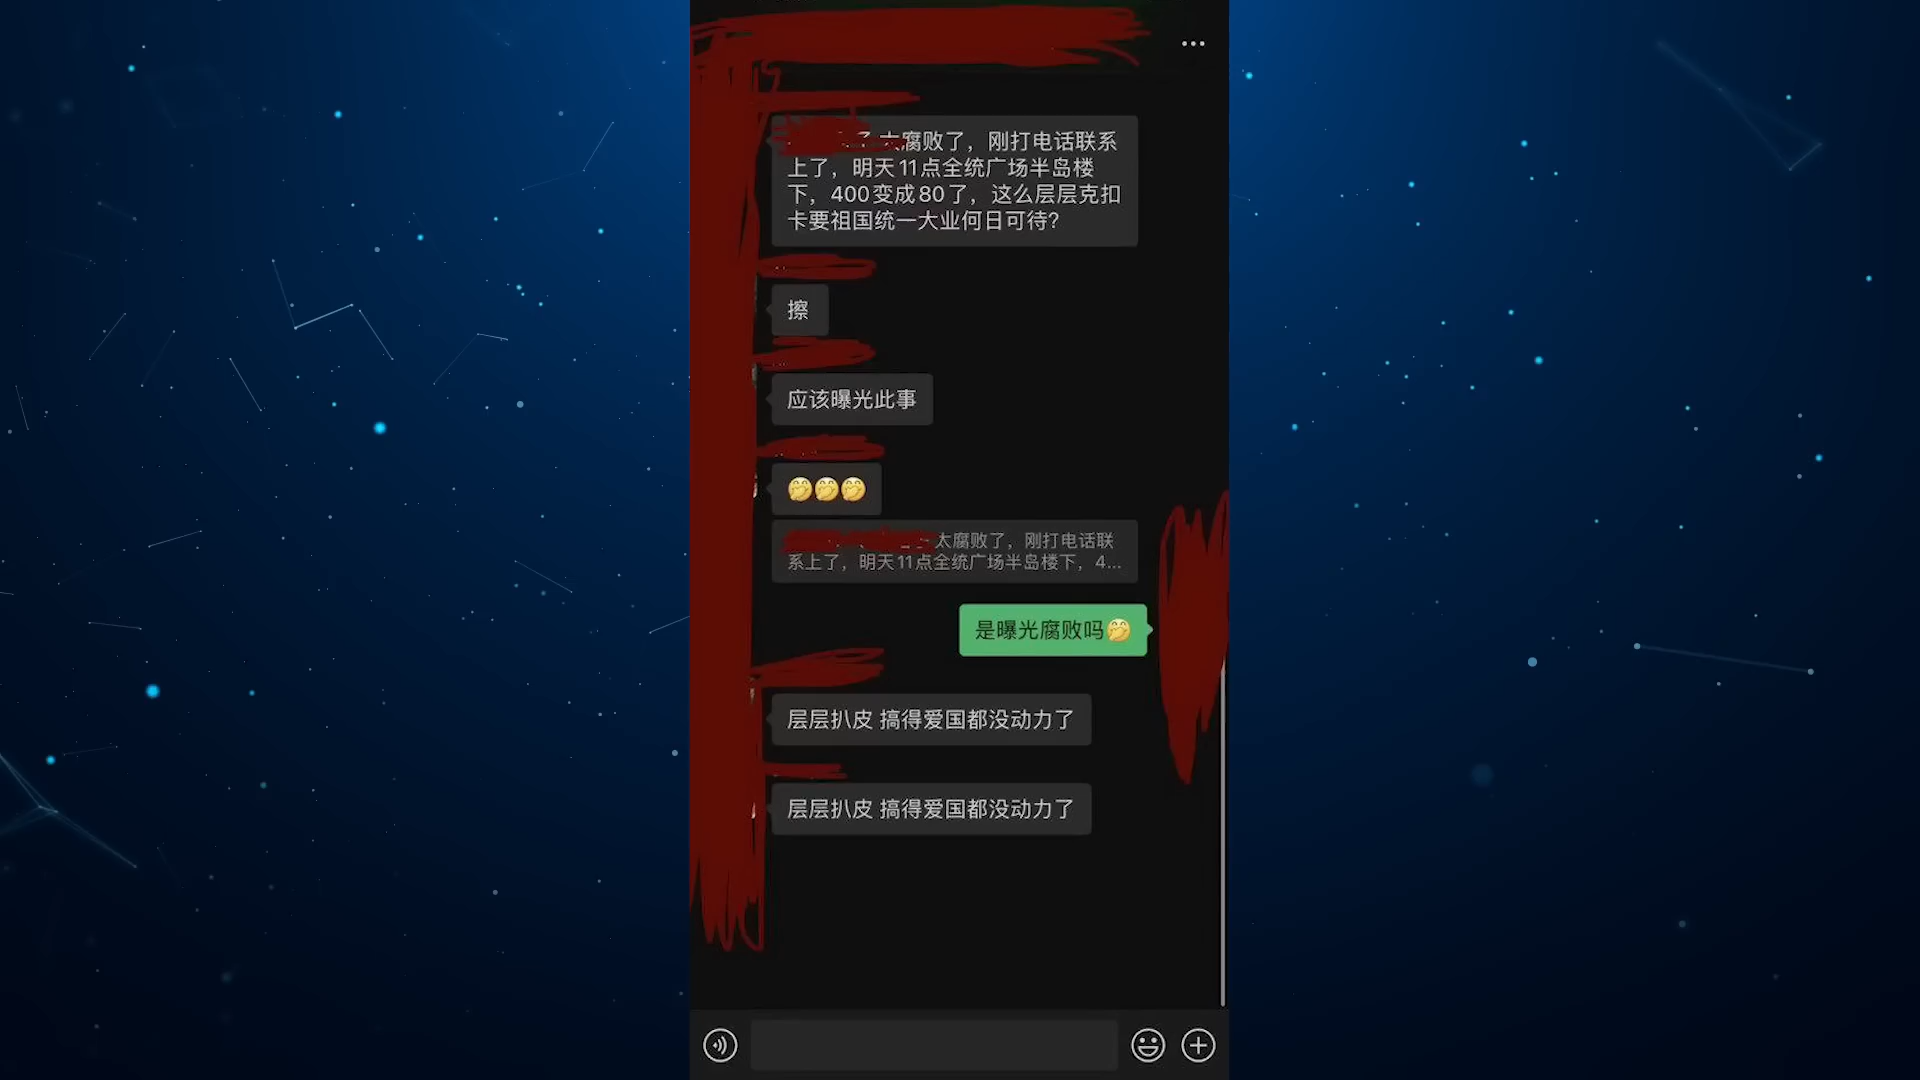 太腐败了，刚打电话联系
上了，明天11点全统广场半岛楼
下，400变成80了，这么层层克扣
卡要祖国统一大业何日可待?
擦
应该曝光此事
太腐败了，刚打电话联
系上了，明天11点全统广场半岛楼下，4...
是曝光腐败吗
层层扒皮 搞得爱国都没动力了
层层扒皮 搞得爱国都没动力了